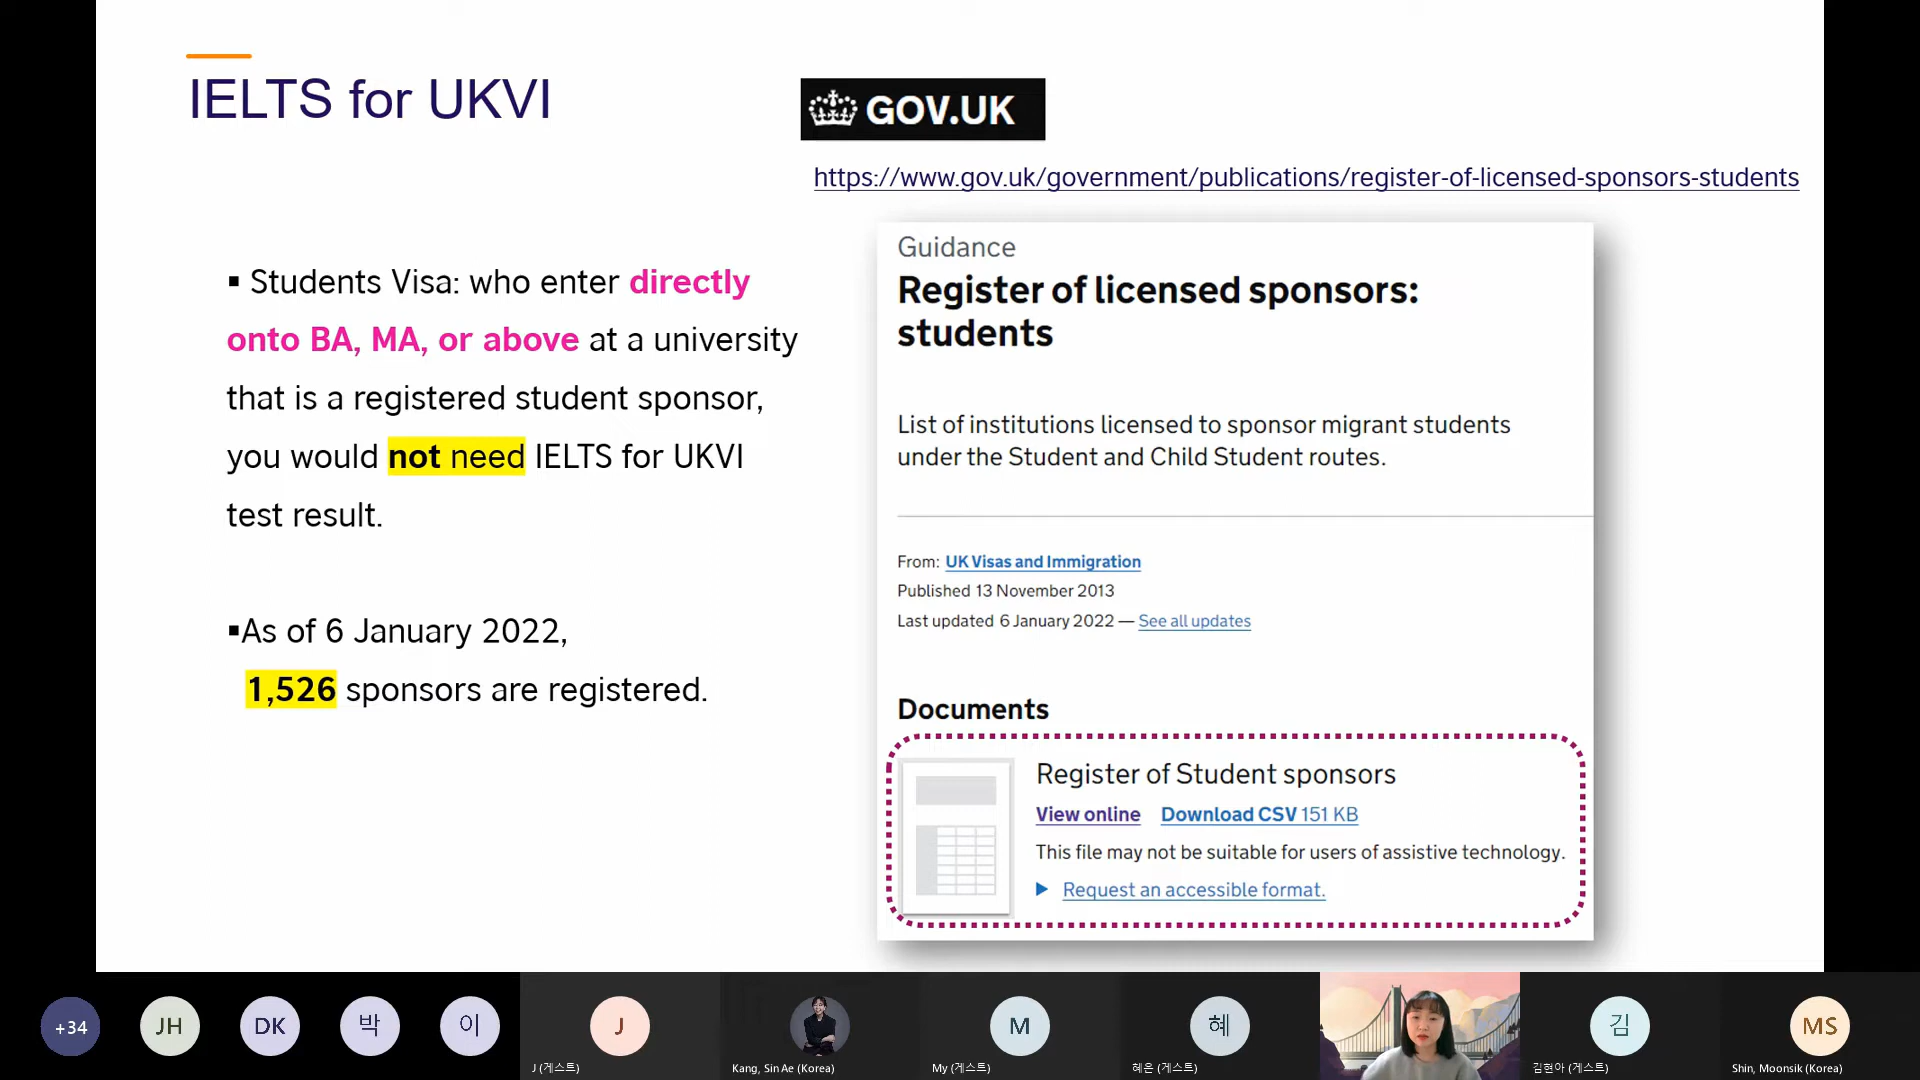 IELTS for UKVI
GOV.UK
https://www.gov.uk/government/publications/register-of-licensed-sponsors-students
▪ Students Visa: who enter directly
onto BA, MA, or above at a university
that is a registered student sponsor,
you would not need IELTS for UKVI
test result.
▪As of 6 January 2022,
1,526 sponsors are registered.
Guidance
Register of licensed sponsors:
students
List of institutions licensed to sponsor migrant students
under the Student and Child Student routes.
From: UK Visas and Immigration
Published 13 November 2013
Last updated 6 January 2022 — See all updates
Documents
Register of Student sponsors
View online Download CSV 151 KB
This file may not be suitable for users of assistive technology.
Request an accessible format.
+34
JH
DK
박
이
J
J (게스트)
Kang, Sin Ae (Korea)
M
My (게스트)
혜
혜은 (게스트)
김
김현아 (게스트)
MS
Shin, Moonsik (Korea)